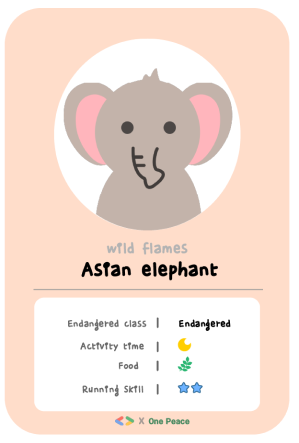 wild flames
Asian elephant
Endangered class | Endangered
Activity time |
Food |
Running Skill |
X One Peace